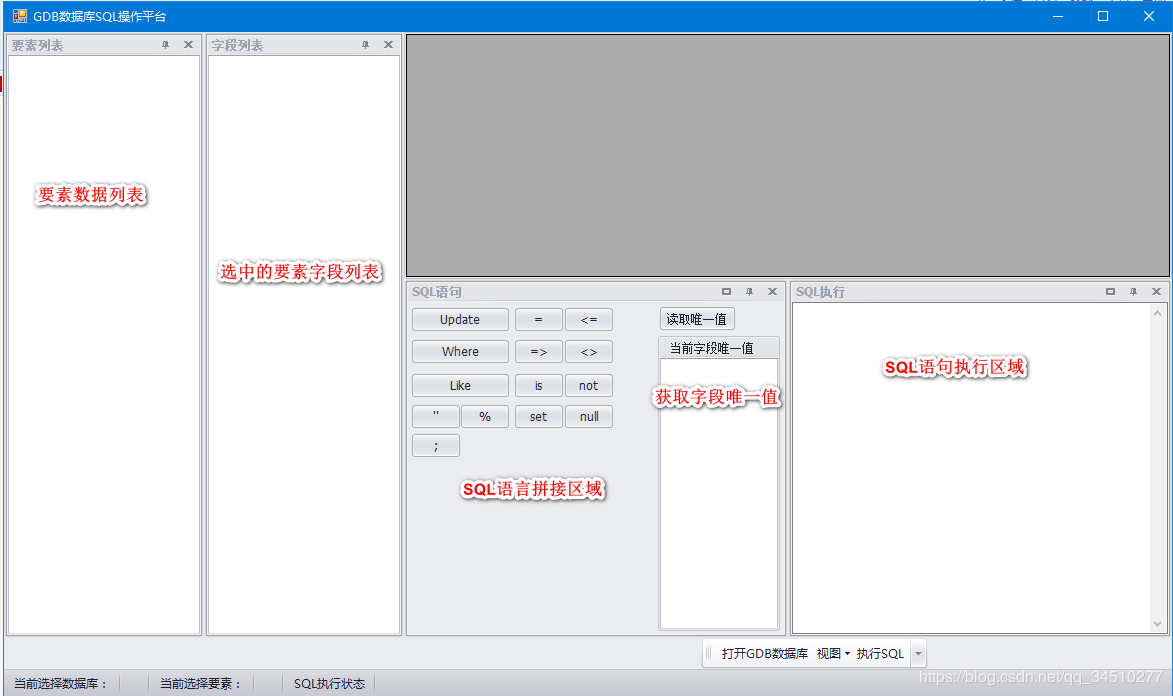 GDB数据库SQL操作平台
要素列表
字段列表
要素数据列表
选中的要素字段列表
SQL语句
SQL执行
Update = <=
Where => <>
Like is not
" % set null
;
读取唯一值
当前字段唯一值
获取字段唯一值
SQL语言拼接区域
SQL语句执行区域
打开GDB数据库 视图 执行SQL
当前选择数据库：
当前选择要素：
SQL执行状态
https://blog.csdn.net/qq_34510277